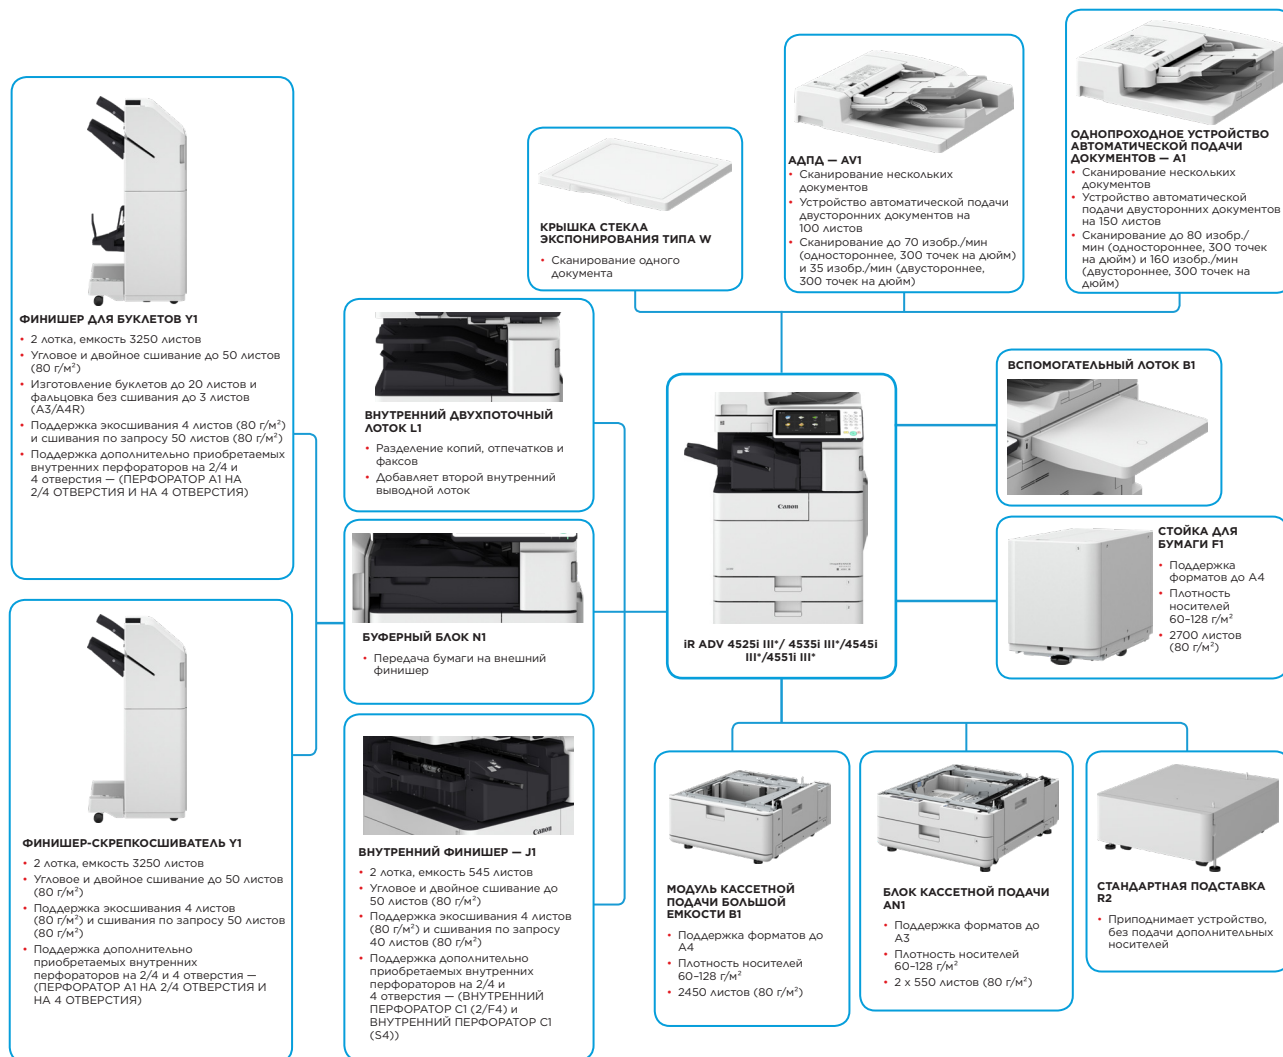 ФИНИШЕР ДЛЯ БУКЛЕТОВ Y1
• 2 лотка, емкость 3250 листов
• Угловое и двойное сшивание до 50 листов
(80 г/м²)
• Изготовление буклетов до 20 листов и
фальцовка без сшивания до 3 листов
(A3/A4R)
• Поддержка экосшивания 4 листов (80 г/м²)
и сшивания по запросу 50 листов (80 г/м²)
• Поддержка дополнительно приобретаемых
внутренних перфораторов на 2/4 и
4 отверстия — (ПЕРФОРАТОР A1 НА
2/4 ОТВЕРСТИЯ И НА 4 ОТВЕРСТИЯ)
ФИНИШЕР-СКРЕПКОСШИВАТЕЛЬ Y1
• 2 лотка, емкость 3250 листов
• Угловое и двойное сшивание до 50 листов
(80 г/м²)
• Поддержка экосшивания 4 листов
(80 г/м²) и сшивания по запросу 50 листов
(80 г/м²)
• Поддержка дополнительно
приобретаемых внутренних
перфораторов на 2/4 и 4 отверстия —
(ПЕРФОРАТОР A1 НА 2/4 ОТВЕРСТИЯ И
НА 4 ОТВЕРСТИЯ)
ВНУТРЕННИЙ ДВУХПОТОЧНЫЙ
ЛОТОК L1
• Разделение копий, отпечатков и
факсов
• Добавляет второй внутренний
выводной лоток
БУФЕРНЫЙ БЛОК N1
• Передача бумаги на внешний
финишер
Canon
ВНУТРЕННИЙ ФИНИШЕР — J1
• 2 лотка, емкость 545 листов
• Угловое и двойное сшивание до
50 листов (80 г/м²)
• Поддержка экосшивания 4 листов
(80 г/м²) и сшивания по запросу
40 листов (80 г/м²)
• Поддержка дополнительно
приобретаемых внутренних
перфораторов на 2/4 и
4 отверстия — (ВНУТРЕННИЙ
ПЕРФОРАТОР C1 (2/F4) и
ВНУТРЕННИЙ ПЕРФОРАТОР C1
(S4))
КРЫШКА СТЕКЛА
ЭКСПОНИРОВАНИЯ ТИПА W
• Сканирование одного
документа
АДПД — AV1
• Сканирование нескольких
документов
• Устройство автоматической подачи
двусторонних документов на
100 листов
• Сканирование до 70 изобр./мин
(одностороннее, 300 точек на дюйм)
и 35 изобр./мин (двустороннее,
300 точек на дюйм)
ОДНОПРОХОДНОЕ УСТРОЙСТВО
АВТОМАТИЧЕСКОЙ ПОДАЧИ
ДОКУМЕНТОВ — A1
• Сканирование нескольких
документов
• Устройство автоматической
подачи двусторонних документов
на 150 листов
• Сканирование до 80 изобр./
мин (одностороннее, 300 точек
на дюйм) и 160 изобр./мин
(двустороннее, 300 точек на
дюйм)
Canon
iR ADV 4525i III*/ 4535i III*/4545i
III*/4551i III*
ВСПОМОГАТЕЛЬНЫЙ ЛОТОК B1
СТОЙКА ДЛЯ
БУМАГИ F1
• Поддержка
форматов до A4
• Плотность
носителей
60–128 г/м²
• 2700 листов
(80 г/м²)
МОДУЛЬ КАССЕТНОЙ
ПОДАЧИ БОЛЬШОЙ
ЕМКОСТИ B1
• Поддержка форматов до
A4
• Плотность носителей
60–128 г/м²
• 2450 листов (80 г/м²)
БЛОК КАССЕТНОЙ ПОДАЧИ
AN1
• Поддержка форматов до
A3
• Плотность носителей
60–128 г/м²
• 2 x 550 листов (80 г/м²)
СТАНДАРТНАЯ ПОДСТАВКА
R2
• Приподнимает устройство,
без подачи дополнительных
носителей